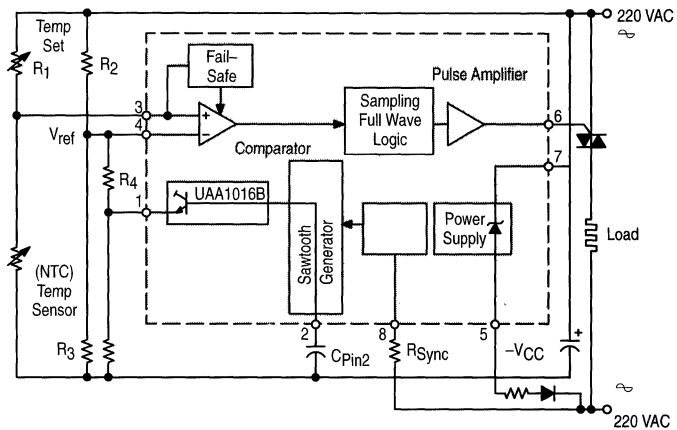 220 VAC
Temp
Set
R1
R2
Fail–
Safe
Pulse Amplifier
3
+
4
–
Vref
Comparator
Sampling
Full Wave
Logic
6
7
R4
1
UAA1016B
Sawtooth
Generator
Power
Supply
Load
(NTC)
Temp
Sensor
R3
2
CPin2
8
RSync
5
–VCC
+
220 VAC